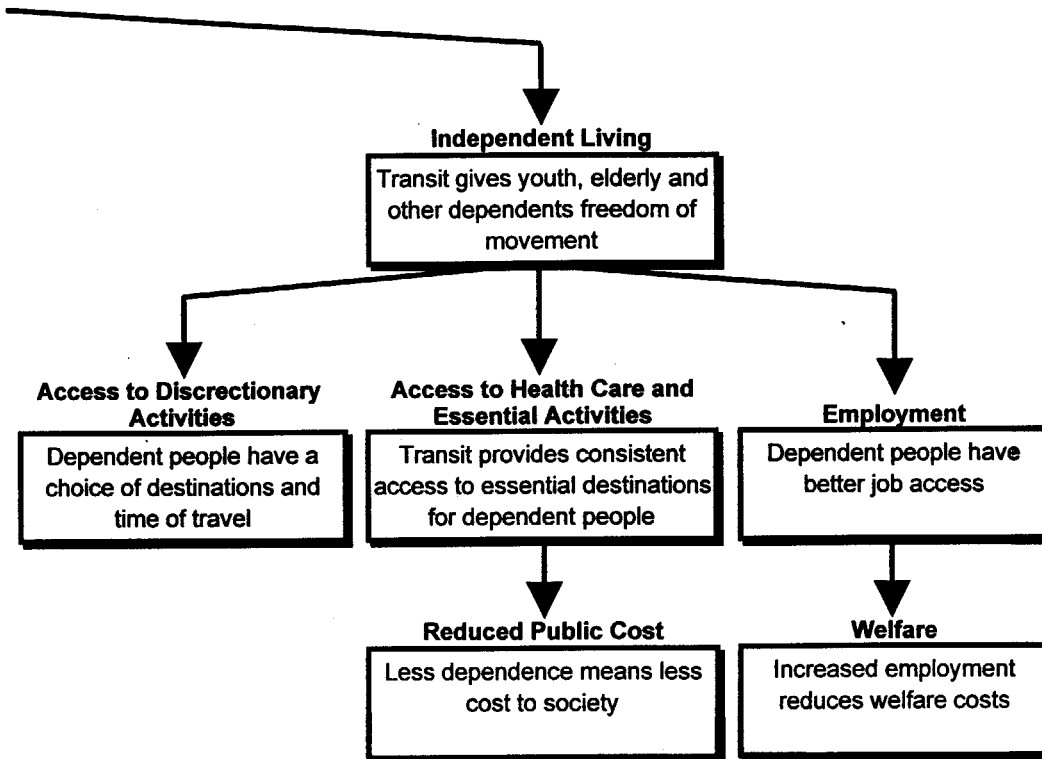 Independent Living
Transit gives youth, elderly and
other dependents freedom of
movement
Access to Discrectionary
Activities
Dependent people have a
choice of destinations and
time of travel
Access to Health Care and
Essential Activities
Transit provides consistent
access to essential destinations
for dependent people
Employment
Dependent people have
better job access
Reduced Public Cost
Less dependence means less
cost to society
Welfare
Increased employment
reduces welfare costs